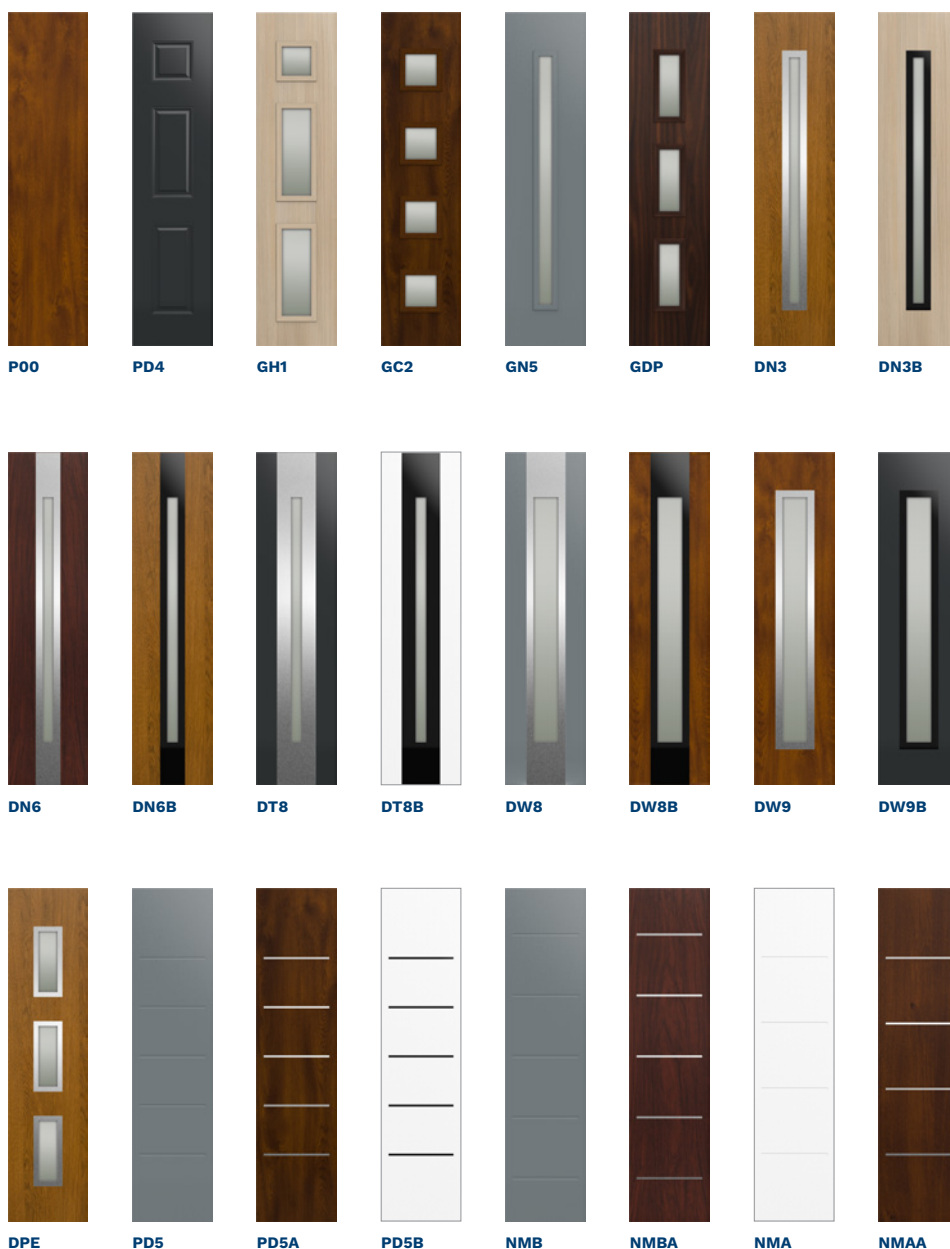 P00 PD4 GH1 GC2 GN5 GDP DN3 DN3B
DN6 DN6B DT8 DT8B DW8 DW8B DW9 DW9B
DPE PD5 PD5A PD5B NMB NMBA NMA NMAA